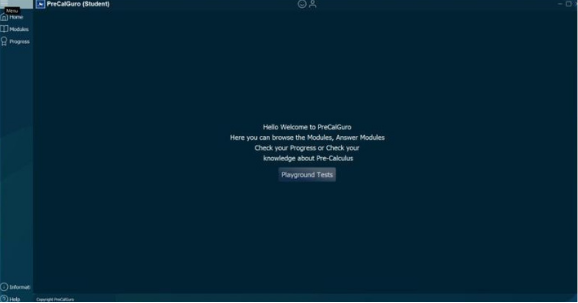 PreCalGuro (Student)
Menu
Home
Modules
Progress
Hello Welcome to PreCalGuro
Here you can browse the Modules, Answer Modules
Check your Progress or Check your
knowledge about Pre-Calculus
Playground Tests
Informati
Help
Copyright PreCalGuro